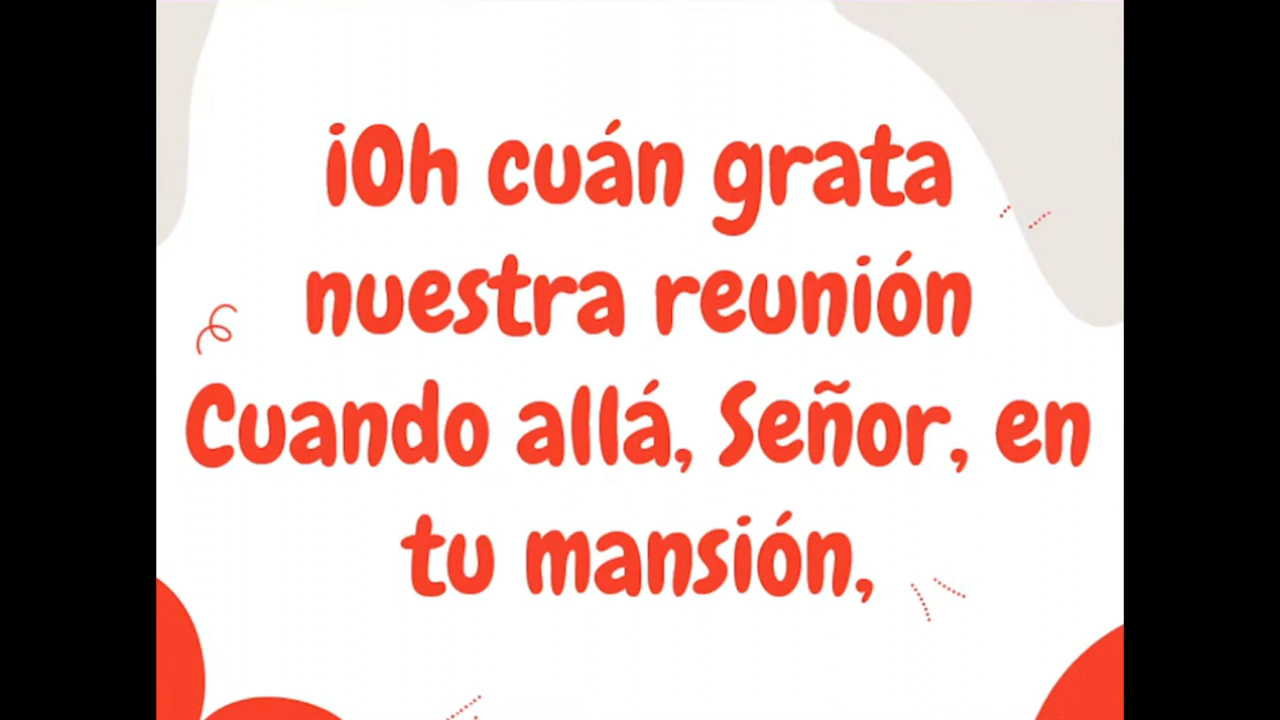 ¡Oh cuán grata
nuestra reunión
Cuando allá, Señor, en
tu mansión,